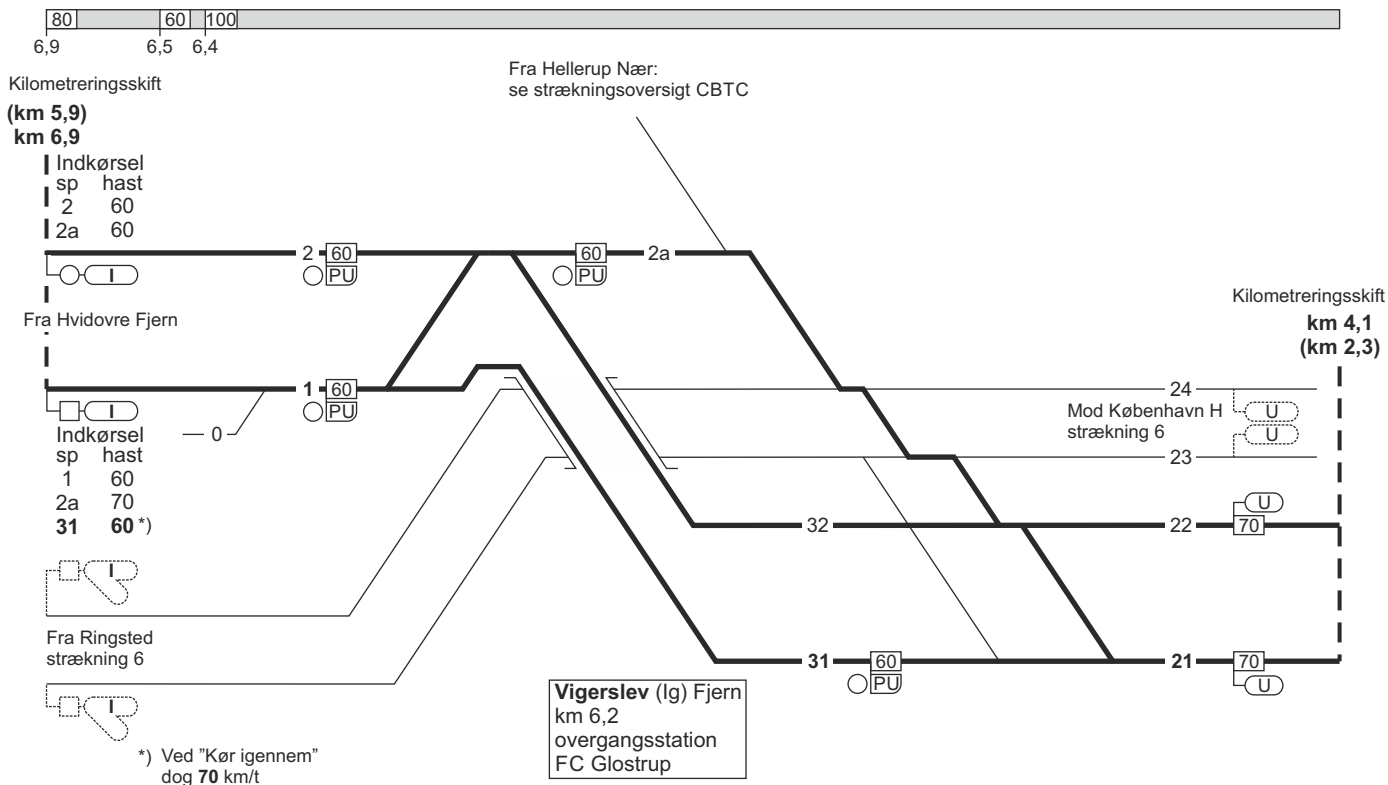 80 60 100
6,9 6,5 6,4
Kilometreringsskift
(km 5,9)
km 6,9
Indkørsel
sp hast
2 60
2a 60
Fra Hellerup Nær:
se strækningsoversigt CBTC
2 60 60 2a
I PU PU
Fra Hvidovre Fjern
Kilometreringsskift
km 4,1
(km 2,3)
1 60 24
I PU
Mod København H
strækning 6
U
U
0
23
Indkørsel
sp hast
1 60
2a 70
31 60 *)
U
32 22 70
I
Fra Ringsted
strækning 6
31 60 21 70
PU U
I
Vigerslev (Ig) Fjern
km 6,2
overgangsstation
FC Glostrup
*) Ved "Kør igennem"
dog 70 km/t